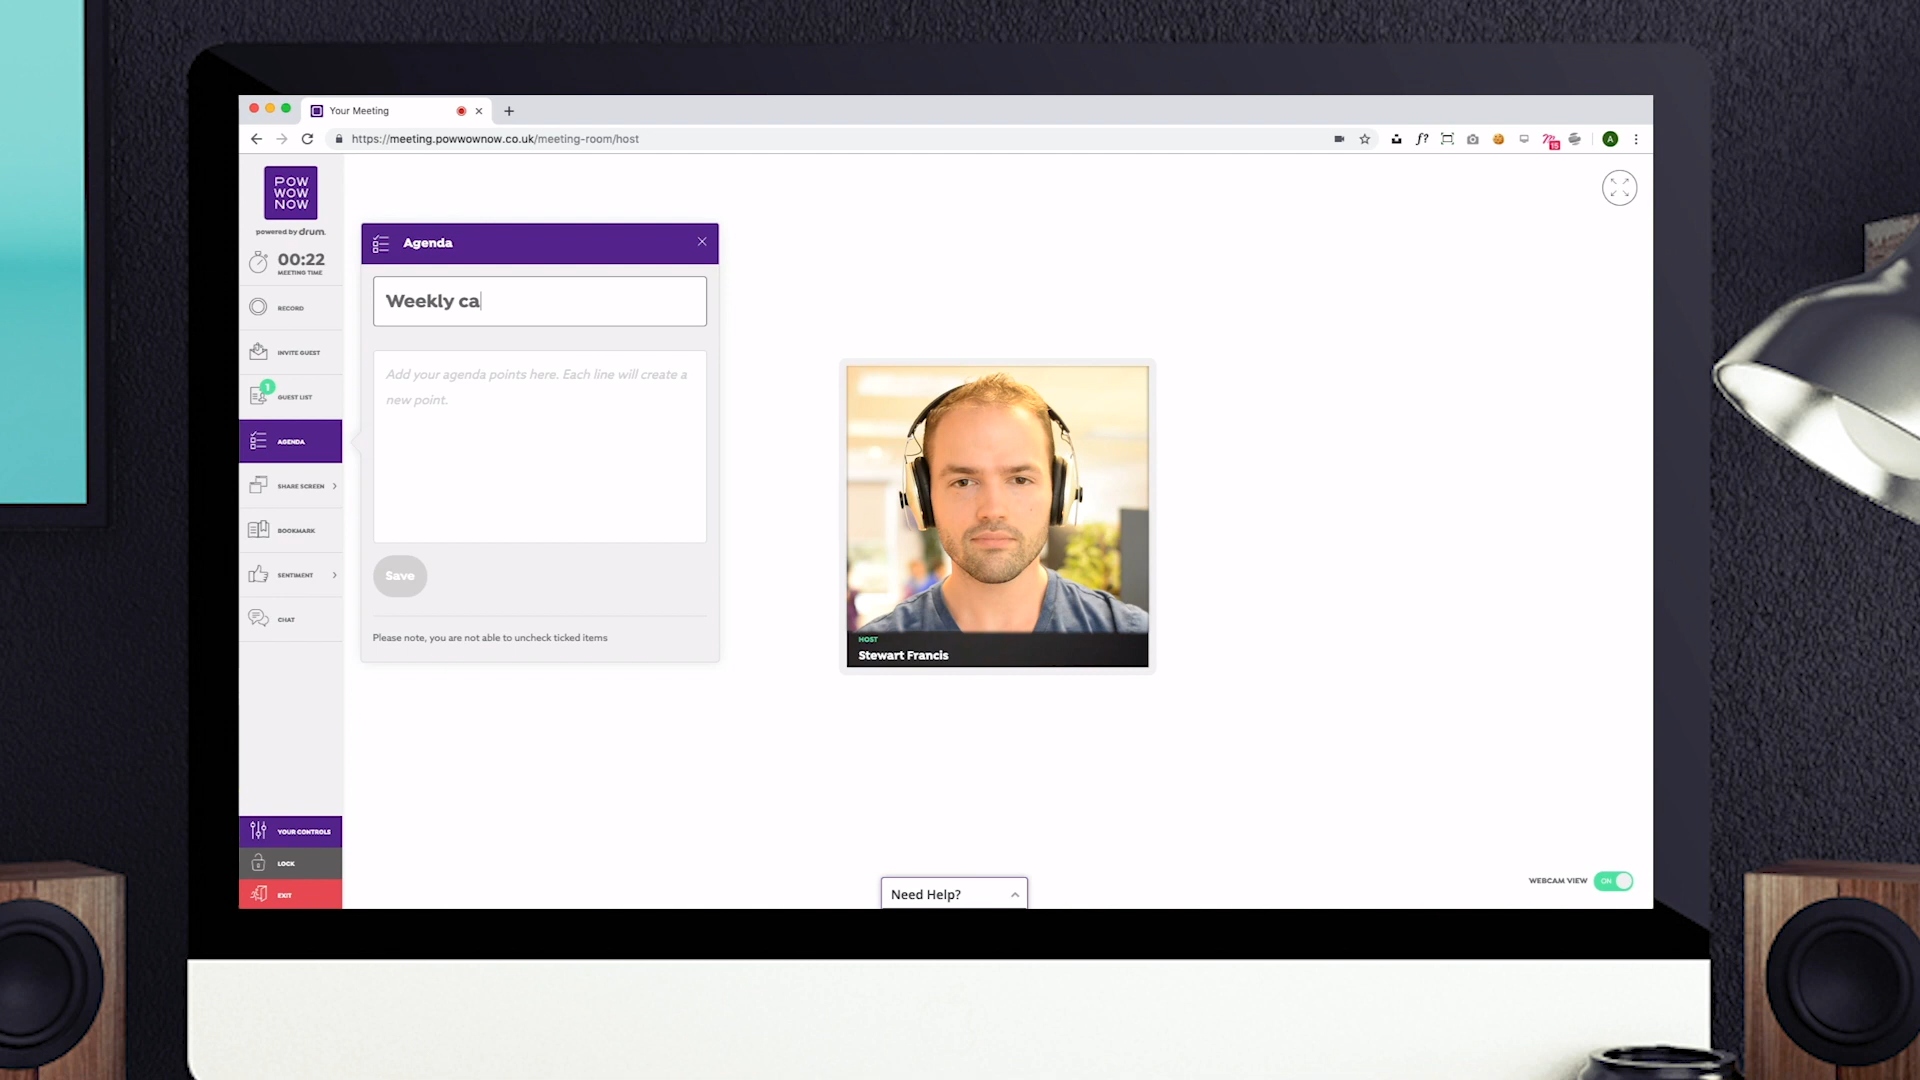 Your Meeting
https://meeting.powwownow.co.uk/meeting-room/host
f?
15
A
POW
WOW
NOW
powered by drum.
00:22
MEETING TIME
RECORD
INVITE GUEST
1
GUEST LIST
AGENDA
SHARE SCREEN
BOOKMARK
SENTIMENT
CHAT
YOUR CONTROLS
LOCK
EXIT
Agenda
Weekly ca
Add your agenda points here. Each line will create a
new point.
Save
Please note, you are not able to uncheck ticked items
HOST
Stewart Francis
Need Help?
WEBCAM VIEW
ON